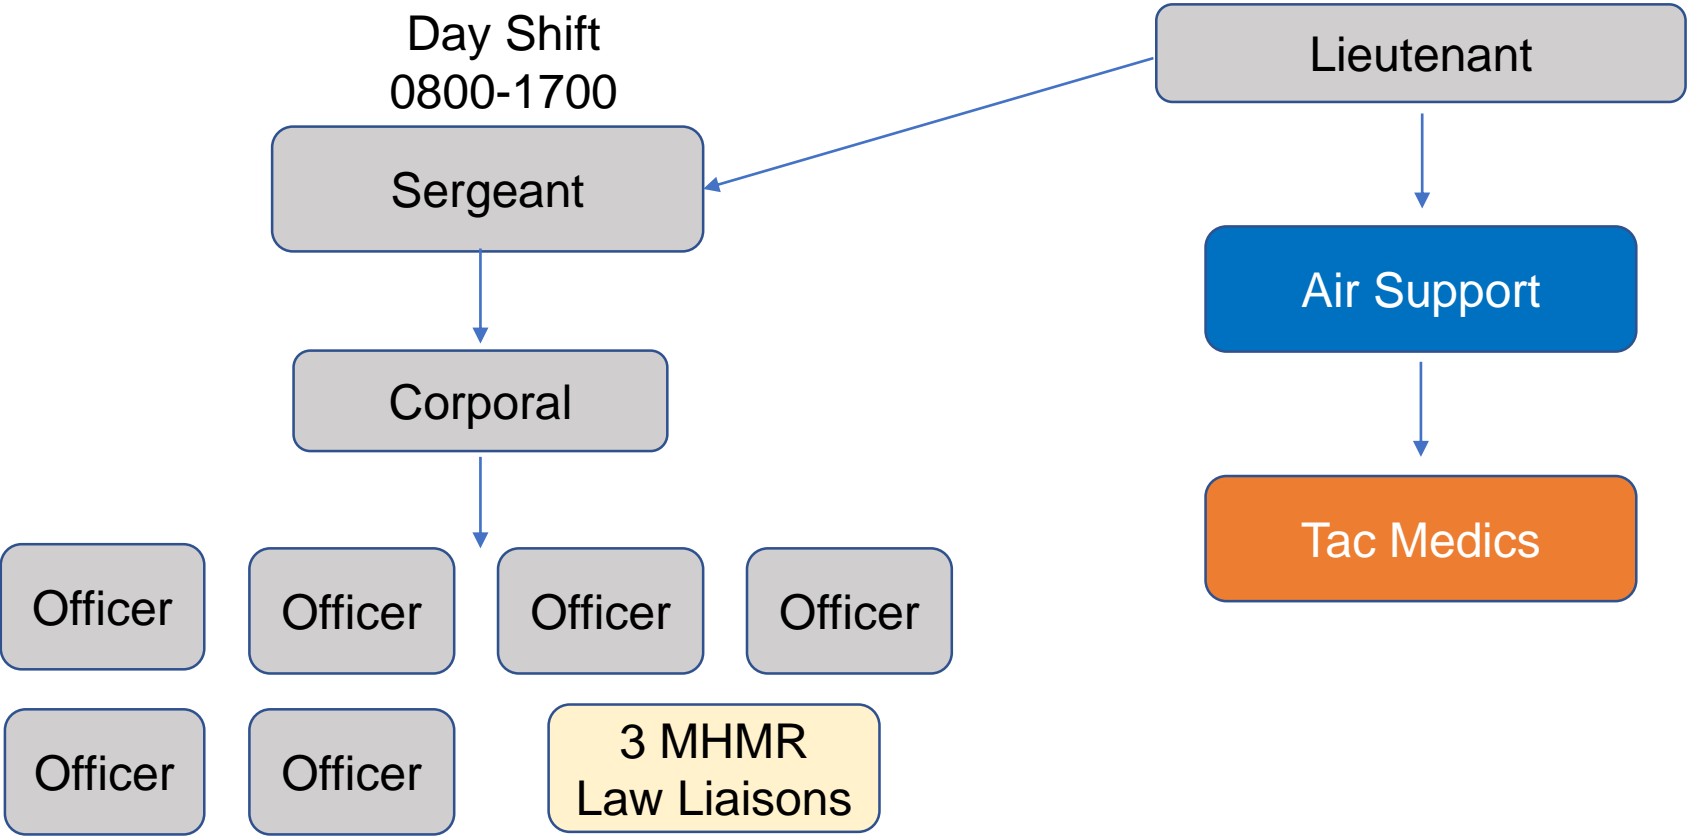 Day Shift
0800-1700
Lieutenant
Sergeant
Air Support
Corporal
Tac Medics
Officer
Officer
Officer
Officer
Officer
Officer
3 MHMR
Law Liaisons